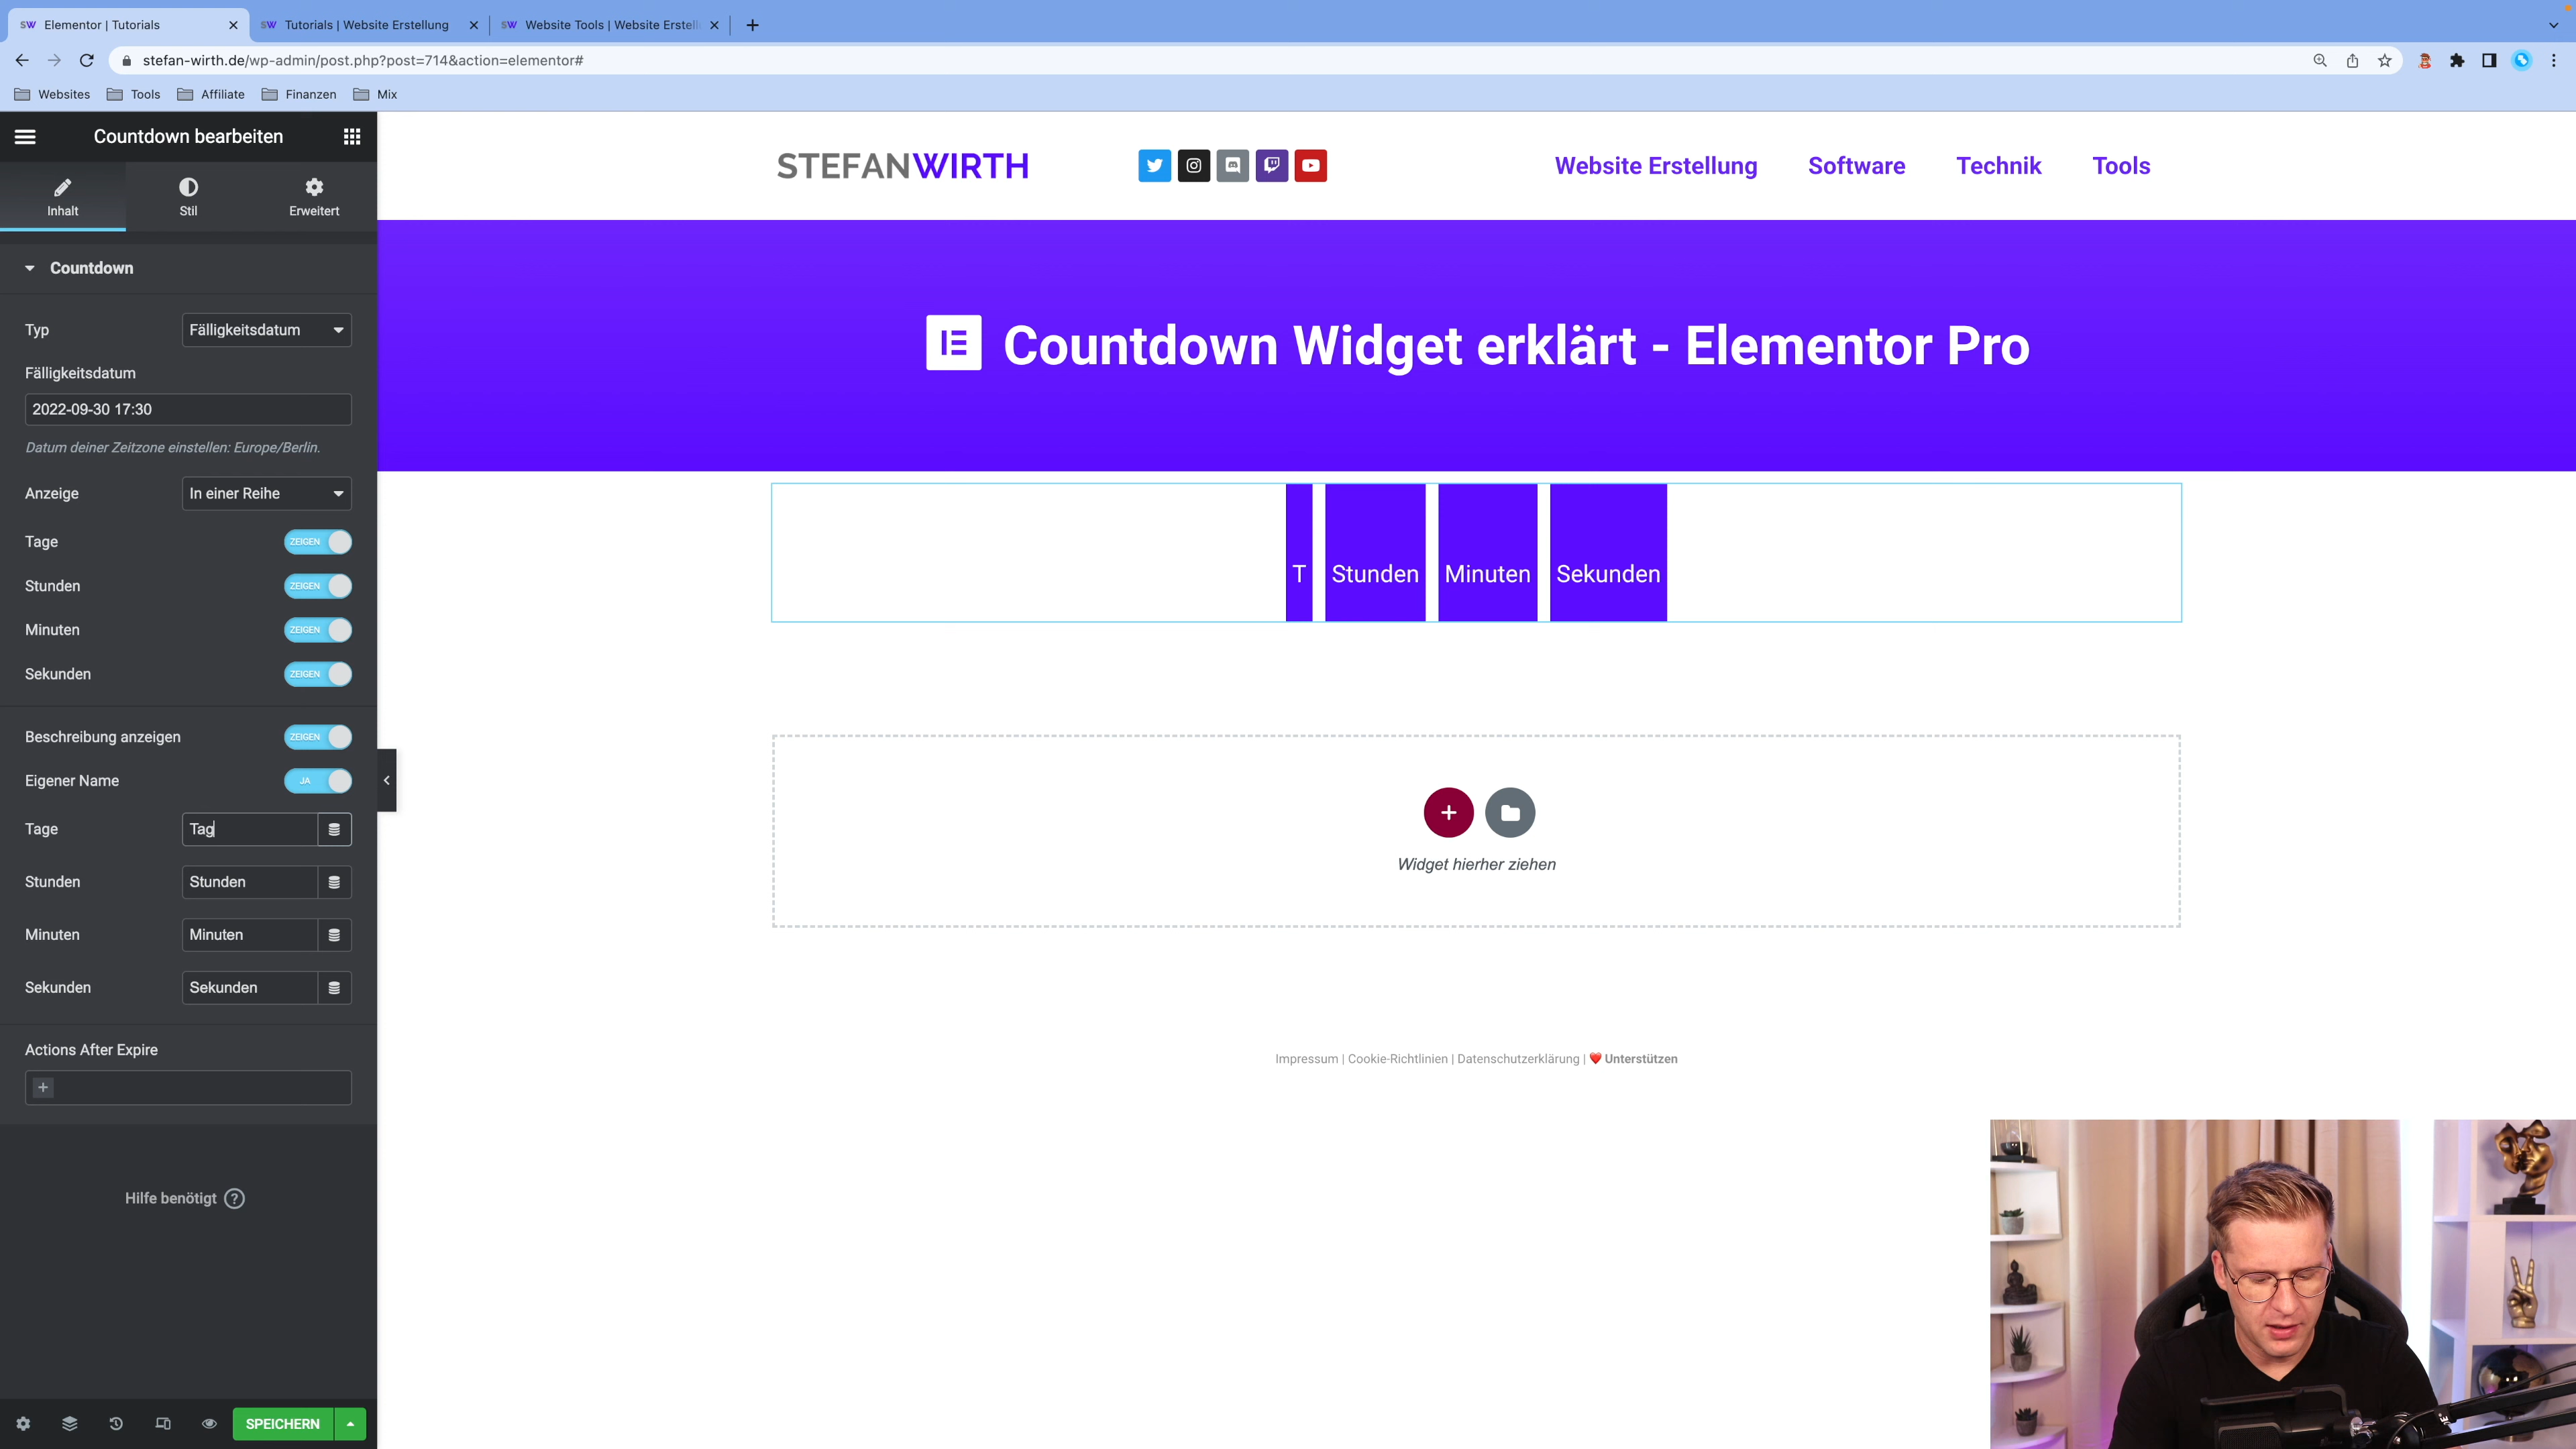 SW Elementor | Tutorials
SW Tutorials | Website Erstellung
SW Website Tools | Website Erstell
stefan-wirth.de/wp-admin/post.php?post=714&action=elementor#
Websites Tools Affiliate Finanzen Mix
Countdown bearbeiten
Inhalt Stil Erweitert
Countdown
Typ Fälligkeitsdatum
Fälligkeitsdatum
2022-09-30 17:30
Datum deiner Zeitzone einstellen: Europe/Berlin.
Anzeige In einer Reihe
Tage ZEIGEN
Stunden ZEIGEN
Minuten ZEIGEN
Sekunden ZEIGEN
Beschreibung anzeigen ZEIGEN
Eigener Name JA
Tage Tag
Stunden Stunden
Minuten Minuten
Sekunden Sekunden
Actions After Expire
Hilfe benötigt ?
SPEICHERN
STEFANWIRTH
Website Erstellung Software Technik Tools
Countdown Widget erklärt - Elementor Pro
T Stunden Minuten Sekunden
Widget hierher ziehen
Impressum | Cookie-Richtlinien | Datenschutzerklärung | ❤️ Unterstützen